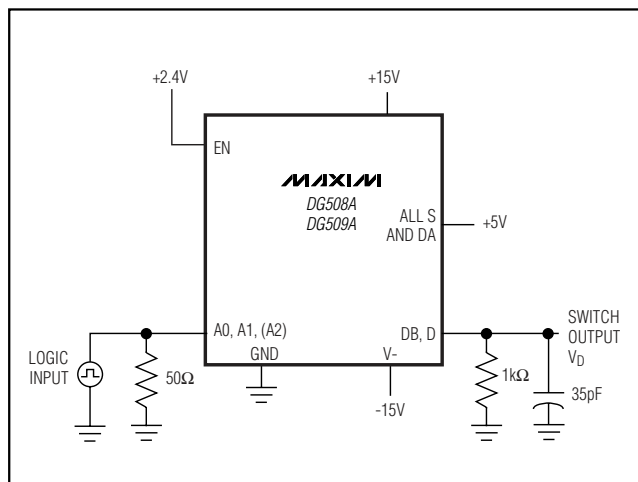 +2.4V
+15V
EN
MAXIM
DG508A
DG509A
ALL S
AND DA
+5V
A0, A1, (A2)
DB, D
SWITCH
OUTPUT
VD
LOGIC
INPUT
50Ω
GND
V-
1kΩ
35pF
-15V